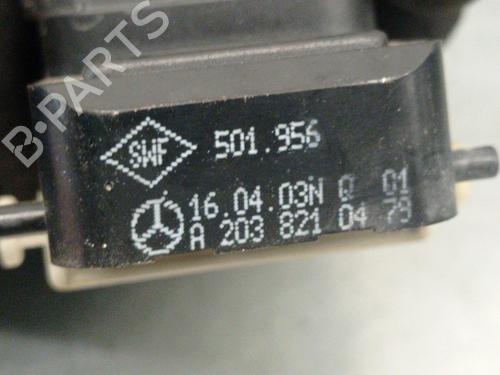 B-PARTS
SWF 501.956
16.04.03N Q 01
A 203 821 04 79